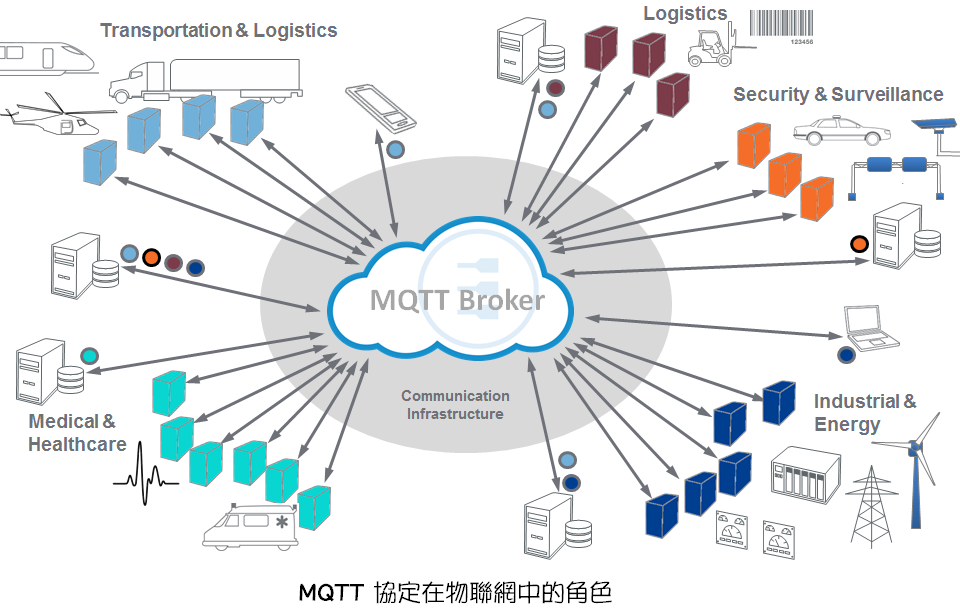 Transportation & Logistics
Logistics
123456
Security & Surveillance
MQTT Broker
Communication
Infrastructure
Medical &
Healthcare
Industrial &
Energy
MQTT 協定在物聯網中的角色